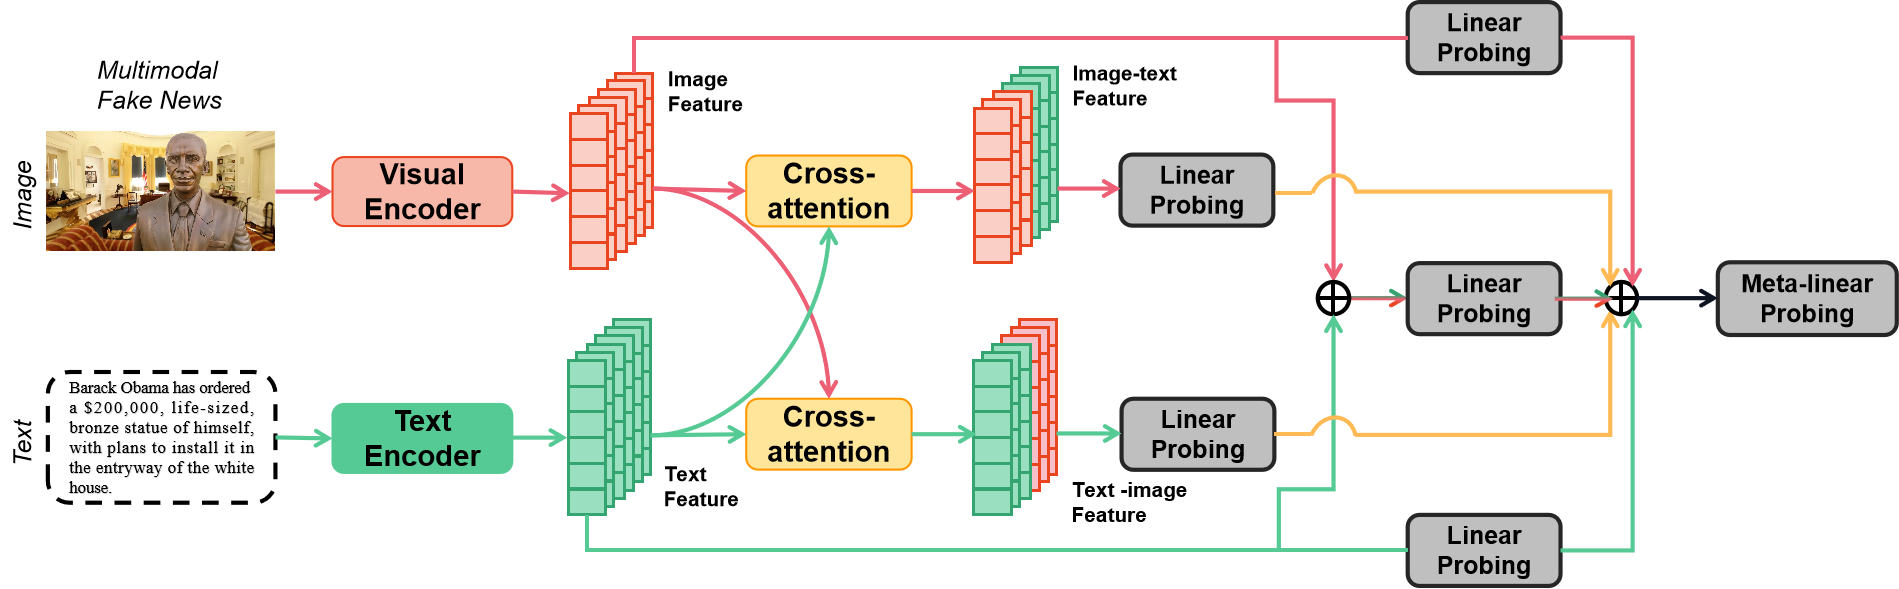 Multimodal
Fake News
Image
Visual
Encoder
Image
Feature
Cross-
attention
Image-text
Feature
Linear
Probing
Linear
Probing
Linear
Probing
Meta-linear
Probing
Text
Barack Obama has ordered
a $200,000, life-sized,
bronze statue of himself,
with plans to install it in
the entryway of the white
house.
Text
Encoder
Text
Feature
Cross-
attention
Text -image
Feature
Linear
Probing
Linear
Probing